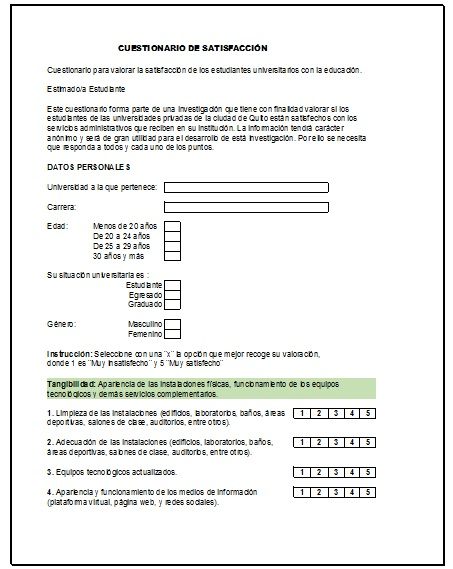 CUESTIONARIO DE SATISFACCIÓN
Cuestionario para valorar la satisfacción de los estudiantes universitarios con la educación.
Estimado/a Estudiante
Este cuestionario forma parte de una investigación que tiene con finalidad valorar si los
estudiantes de las universidades privadas de la ciudad de Quito están satisfechos con los
servicios administrativos que reciben en su institución. La información tendrá carácter
anónimo y será de gran utilidad para el desarrollo de está investigación. Por ello se necesita
que responda a todos y cada uno de los puntos.
DATOS PERSONALES
Universidad a la que pertenece:
Carrera:
Edad: Menos de 20 años
De 20 a 24 años
De 25 a 29 años
30 años y más
Su situación universitaria es :
Estudiante
Egresado
Graduado
Género: Masculino
Femenino
Instrucción: Seleccione con una "x" la opción que mejor recoge su valoración,
donde 1 es "Muy insatisfecho" y 5 "Muy satisfecho"
Tangibilidad: Apariencia de las instalaciones físicas, funcionamiento de los equipos
tecnológicos y demás servicios complementarios.
1. Limpieza de las instalaciones (edificios, laboratorios, baños, áreas 1 2 3 4 5
deportivas, salones de clase, auditorios, entre otros).
2. Adecuación de las instalaciones (edificios, laboratorios, baños, 1 2 3 4 5
áreas deportivas, salones de clase, auditorios, entre otros).
3. Equipos tecnológicos actualizados. 1 2 3 4 5
4. Apariencia y funcionamiento de los medios de información 1 2 3 4 5
(plataforma virtual, página web, y redes sociales).